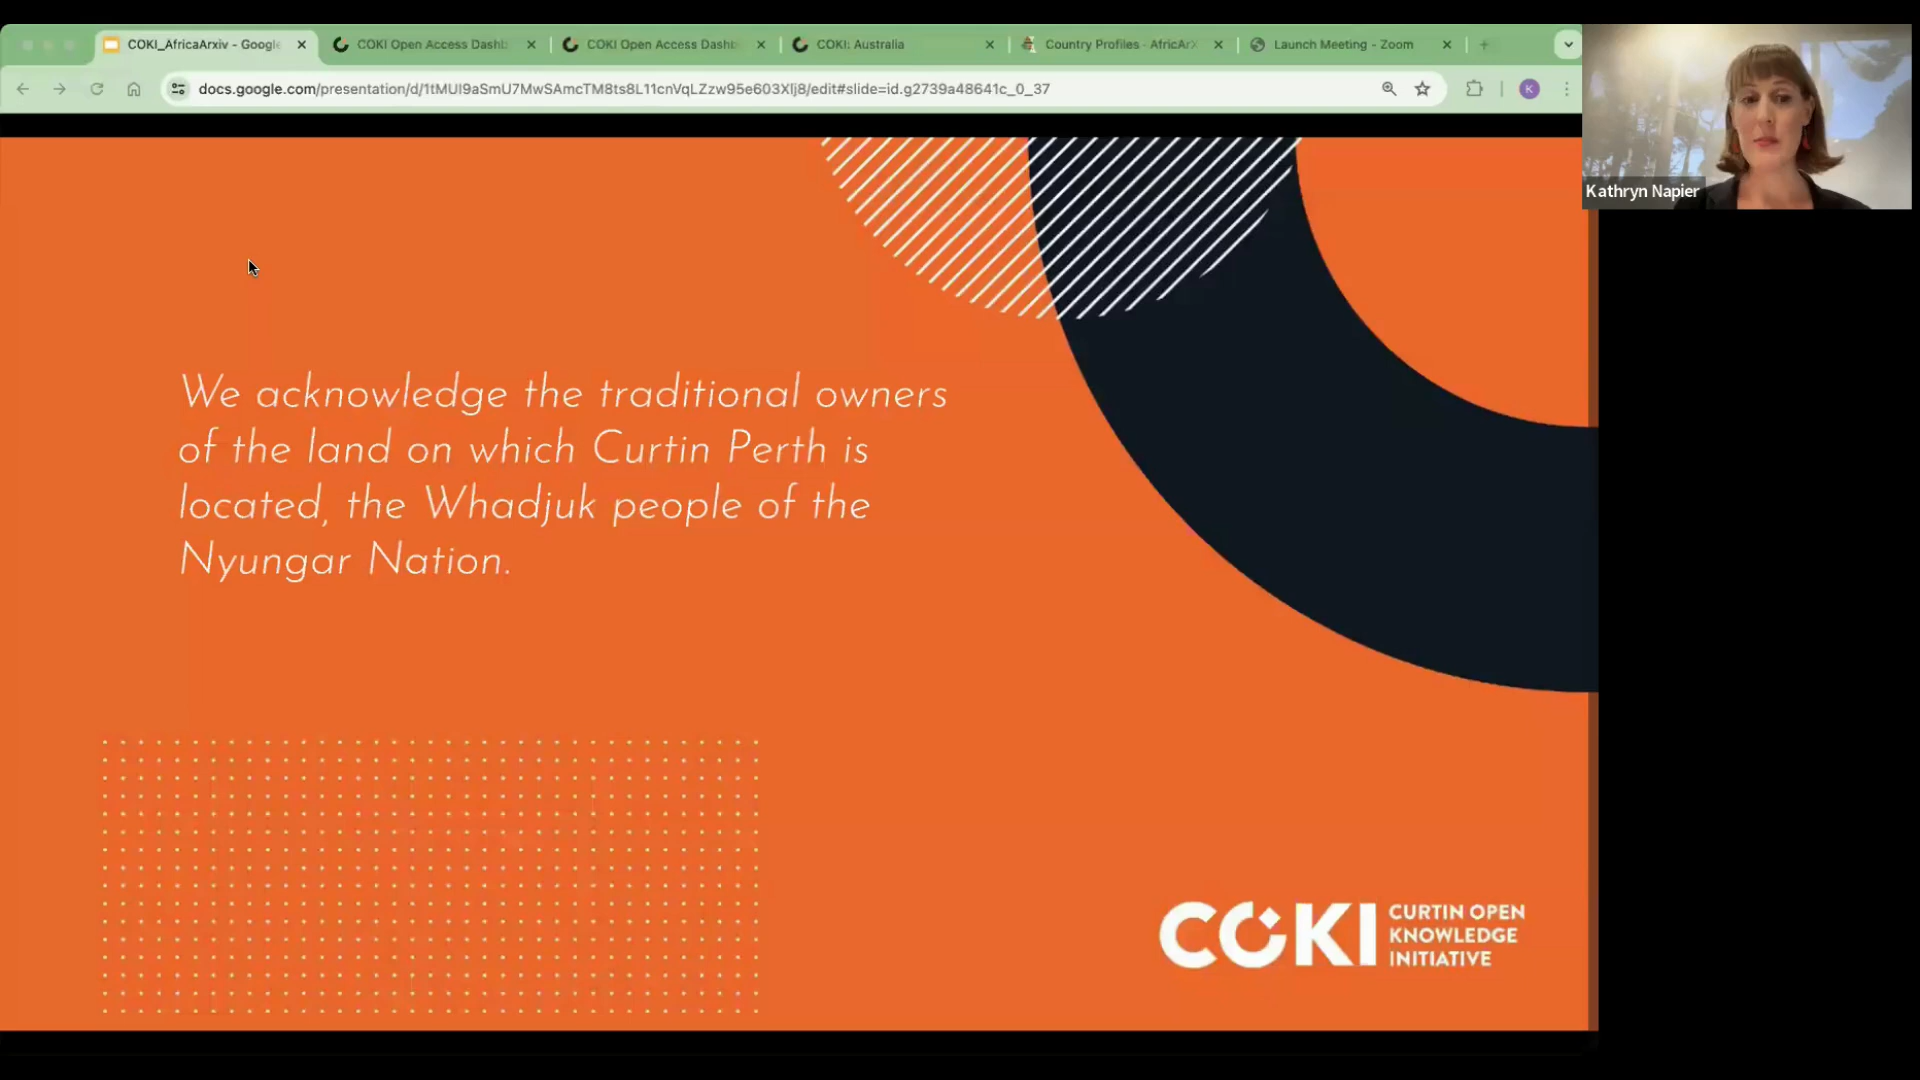 COKI_AfricaArxiv - Google
COKI Open Access Dashb
COKI Open Access Dashb
COKI: Australia
Country Profiles - AfricArX
Launch Meeting - Zoom
docs.google.com/presentation/d/1tMUI9aSmU7MwSAmcTM8ts8L11cnVqLZzw95e603Xlj8/edit#slide=id.g2739a48641c_0_37
K
Kathryn Napier
We acknowledge the traditional owners
of the land on which Curtin Perth is
located, the Whadjuk people of the
Nyungar Nation.
COKI
CURTIN OPEN
KNOWLEDGE
INITIATIVE